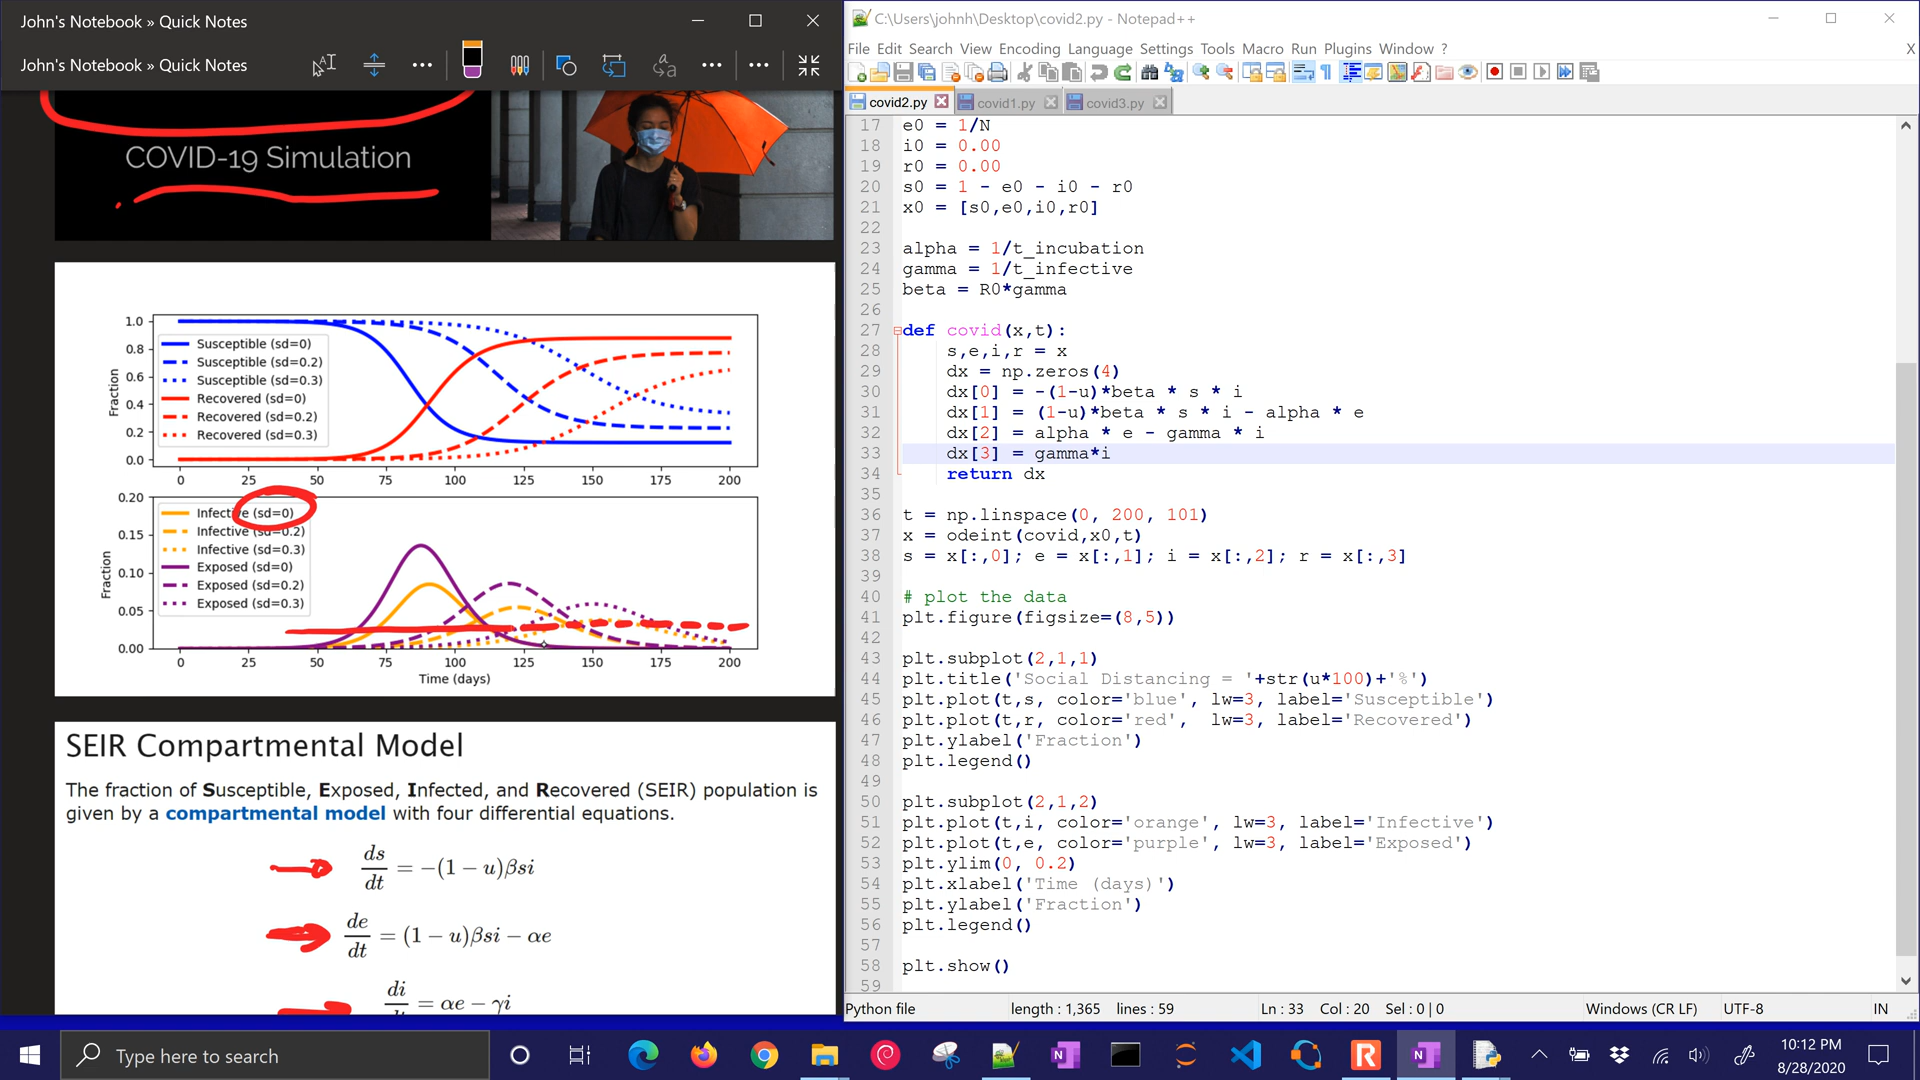 John's Notebook » Quick Notes
John's Notebook » Quick Notes
COVID-19 Simulation
1.0
0.8
0.6
0.4
0.2
0.0
Fraction
Susceptible (sd=0)
Susceptible (sd=0.2)
Susceptible (sd=0.3)
Recovered (sd=0)
Recovered (sd=0.2)
Recovered (sd=0.3)
0 25 50 75 100 125 150 175 200
0.20
0.15
0.10
0.05
0.00
Fraction
Infective (sd=0)
Infective (sd=0.2)
Infective (sd=0.3)
Exposed (sd=0)
Exposed (sd=0.2)
Exposed (sd=0.3)
0 25 50 75 100 125 150 175 200
Time (days)
SEIR Compartmental Model
The fraction of Susceptible, Exposed, Infected, and Recovered (SEIR) population is
given by a compartmental model with four differential equations.
ds/dt = −(1 − u)βsi
de/dt = (1 − u)βsi − αe
di/dt = αe − γi
C:\Users\johnh\Desktop\covid2.py - Notepad++
File Edit Search View Encoding Language Settings Tools Macro Run Plugins Window ? X
covid2.py covid1.py covid3.py
17 e0 = 1/N
18 i0 = 0.00
19 r0 = 0.00
20 s0 = 1 - e0 - i0 - r0
21 x0 = [s0,e0,i0,r0]
22
23 alpha = 1/t_incubation
24 gamma = 1/t_infective
25 beta = R0*gamma
26
27 def covid(x,t):
28 s,e,i,r = x
29 dx = np.zeros(4)
30 dx[0] = -(1-u)*beta * s * i
31 dx[1] = (1-u)*beta * s * i - alpha * e
32 dx[2] = alpha * e - gamma * i
33 dx[3] = gamma*i
34 return dx
35
36 t = np.linspace(0, 200, 101)
37 x = odeint(covid,x0,t)
38 s = x[:,0]; e = x[:,1]; i = x[:,2]; r = x[:,3]
39
40 # plot the data
41 plt.figure(figsize=(8,5))
42
43 plt.subplot(2,1,1)
44 plt.title('Social Distancing = '+str(u*100)+'%')
45 plt.plot(t,s, color='blue', lw=3, label='Susceptible')
46 plt.plot(t,r, color='red', lw=3, label='Recovered')
47 plt.ylabel('Fraction')
48 plt.legend()
49
50 plt.subplot(2,1,2)
51 plt.plot(t,i, color='orange', lw=3, label='Infective')
52 plt.plot(t,e, color='purple', lw=3, label='Exposed')
53 plt.ylim(0, 0.2)
54 plt.xlabel('Time (days)')
55 plt.ylabel('Fraction')
56 plt.legend()
57
58 plt.show()
59
Python file length : 1,365 lines : 59 Ln : 33 Col : 20 Sel : 0 | 0 Windows (CR LF) UTF-8 IN
Type here to search
10:12 PM
8/28/2020